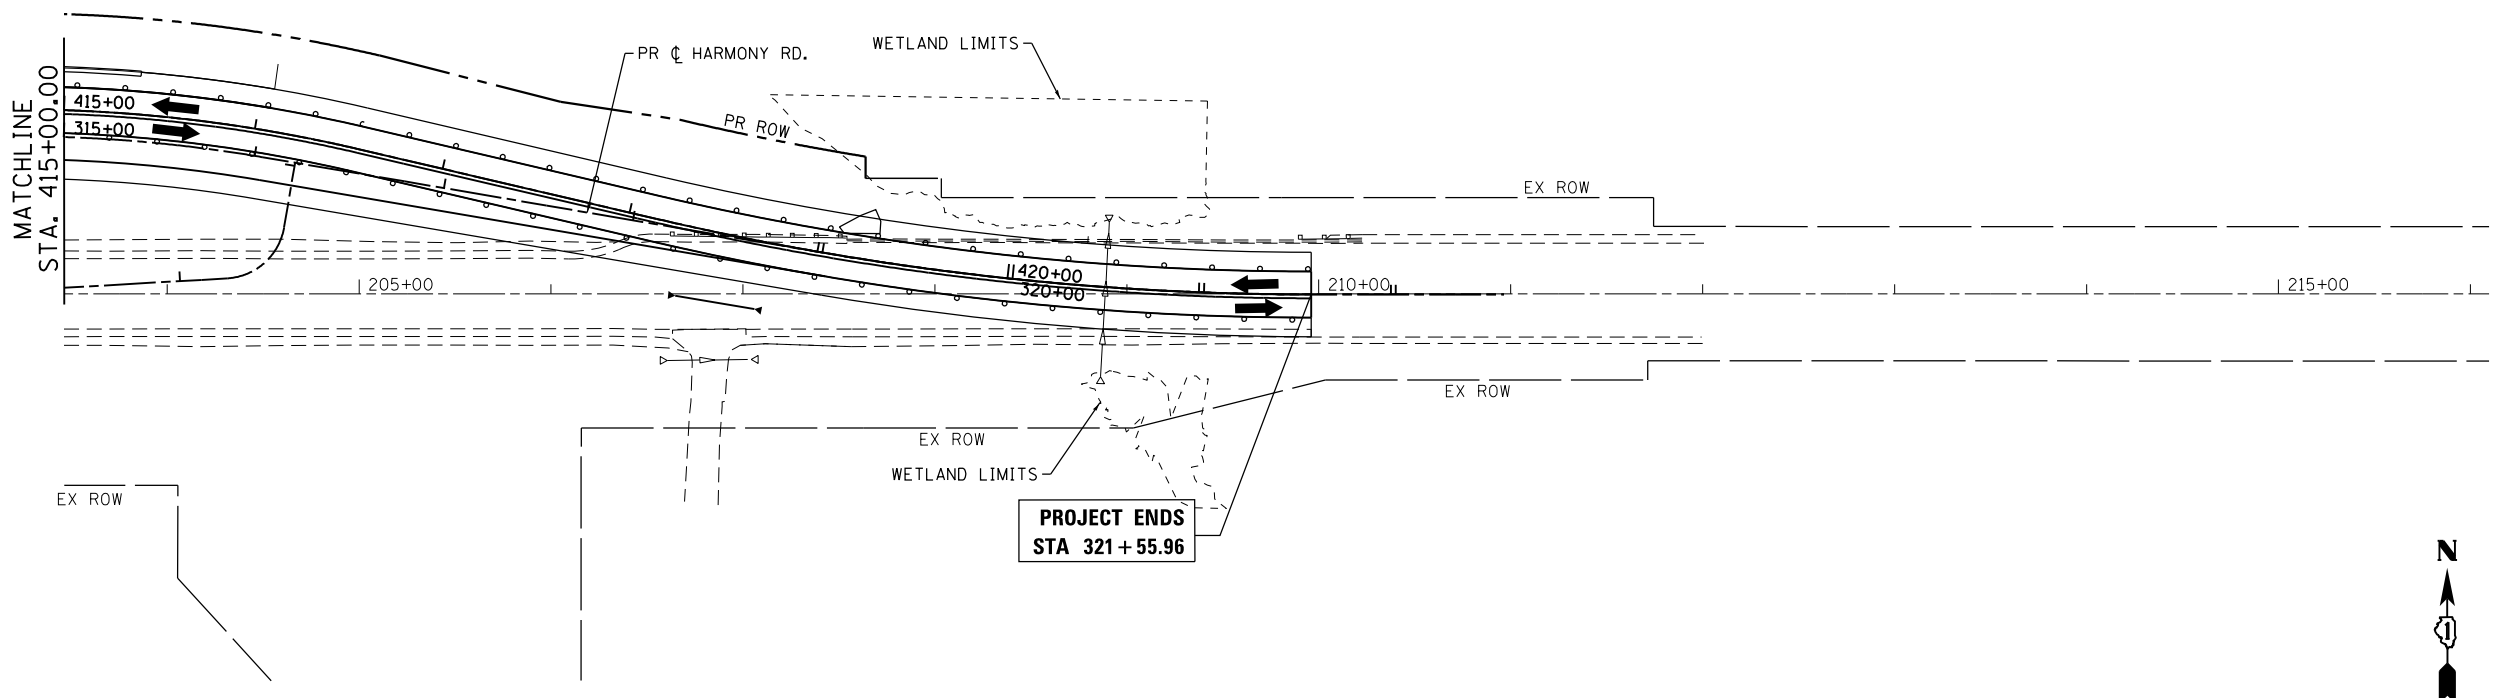 WETLAND LIMITS
PR ℄ HARMONY RD.
MATCHLINE
STA. 415+00.00
415+00
315+00
PR ROW
EX ROW
420+00
320+00
205+00
210+00
215+00
EX ROW
EX ROW
WETLAND LIMITS
EX ROW
PROJECT ENDS
STA 321+55.96
N
1